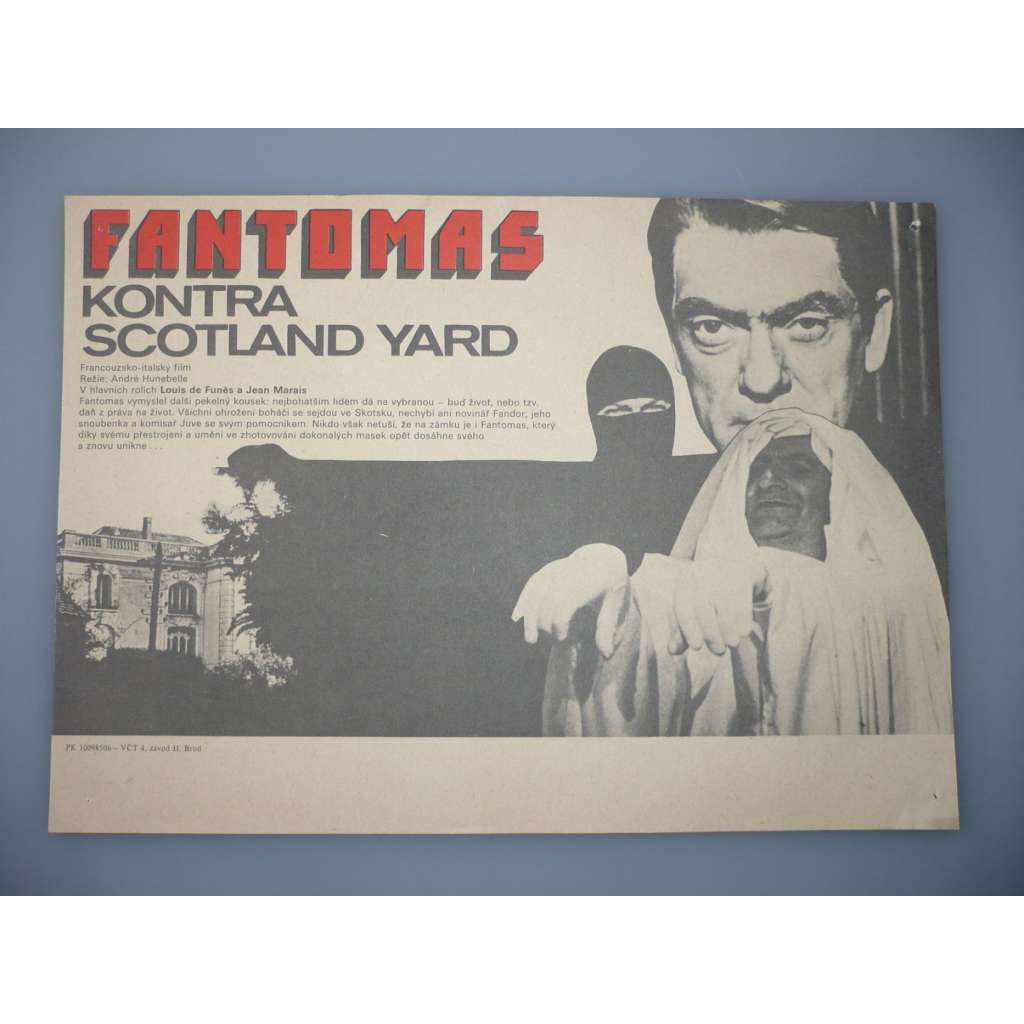 FANTOMAS
KONTRA
SCOTLAND YARD
Francouzsko-italský film
Režie: André Hunebelle
V hlavních rolích Louis de Funès a Jean Marais
Fantomas vymyslel další pekelný kousek: nejbohatším lidem dá na vybranou – buď život, nebo tzv.
daň z práva na život. Všichni ohrožení boháči se sejdou ve Skotsku, nechybí ani novinář Fandor, jeho
snoubenka a komisař Juve se svým pomocníkem. Nikdo však netuší, že na zámku je i Fantomas, který
díky svému přestrojení a umění ve zhotovování dokonalých masek opět dosáhne svého
a znovu unikne . . .
PK 10098506 – VČT 4, závod H. Brod